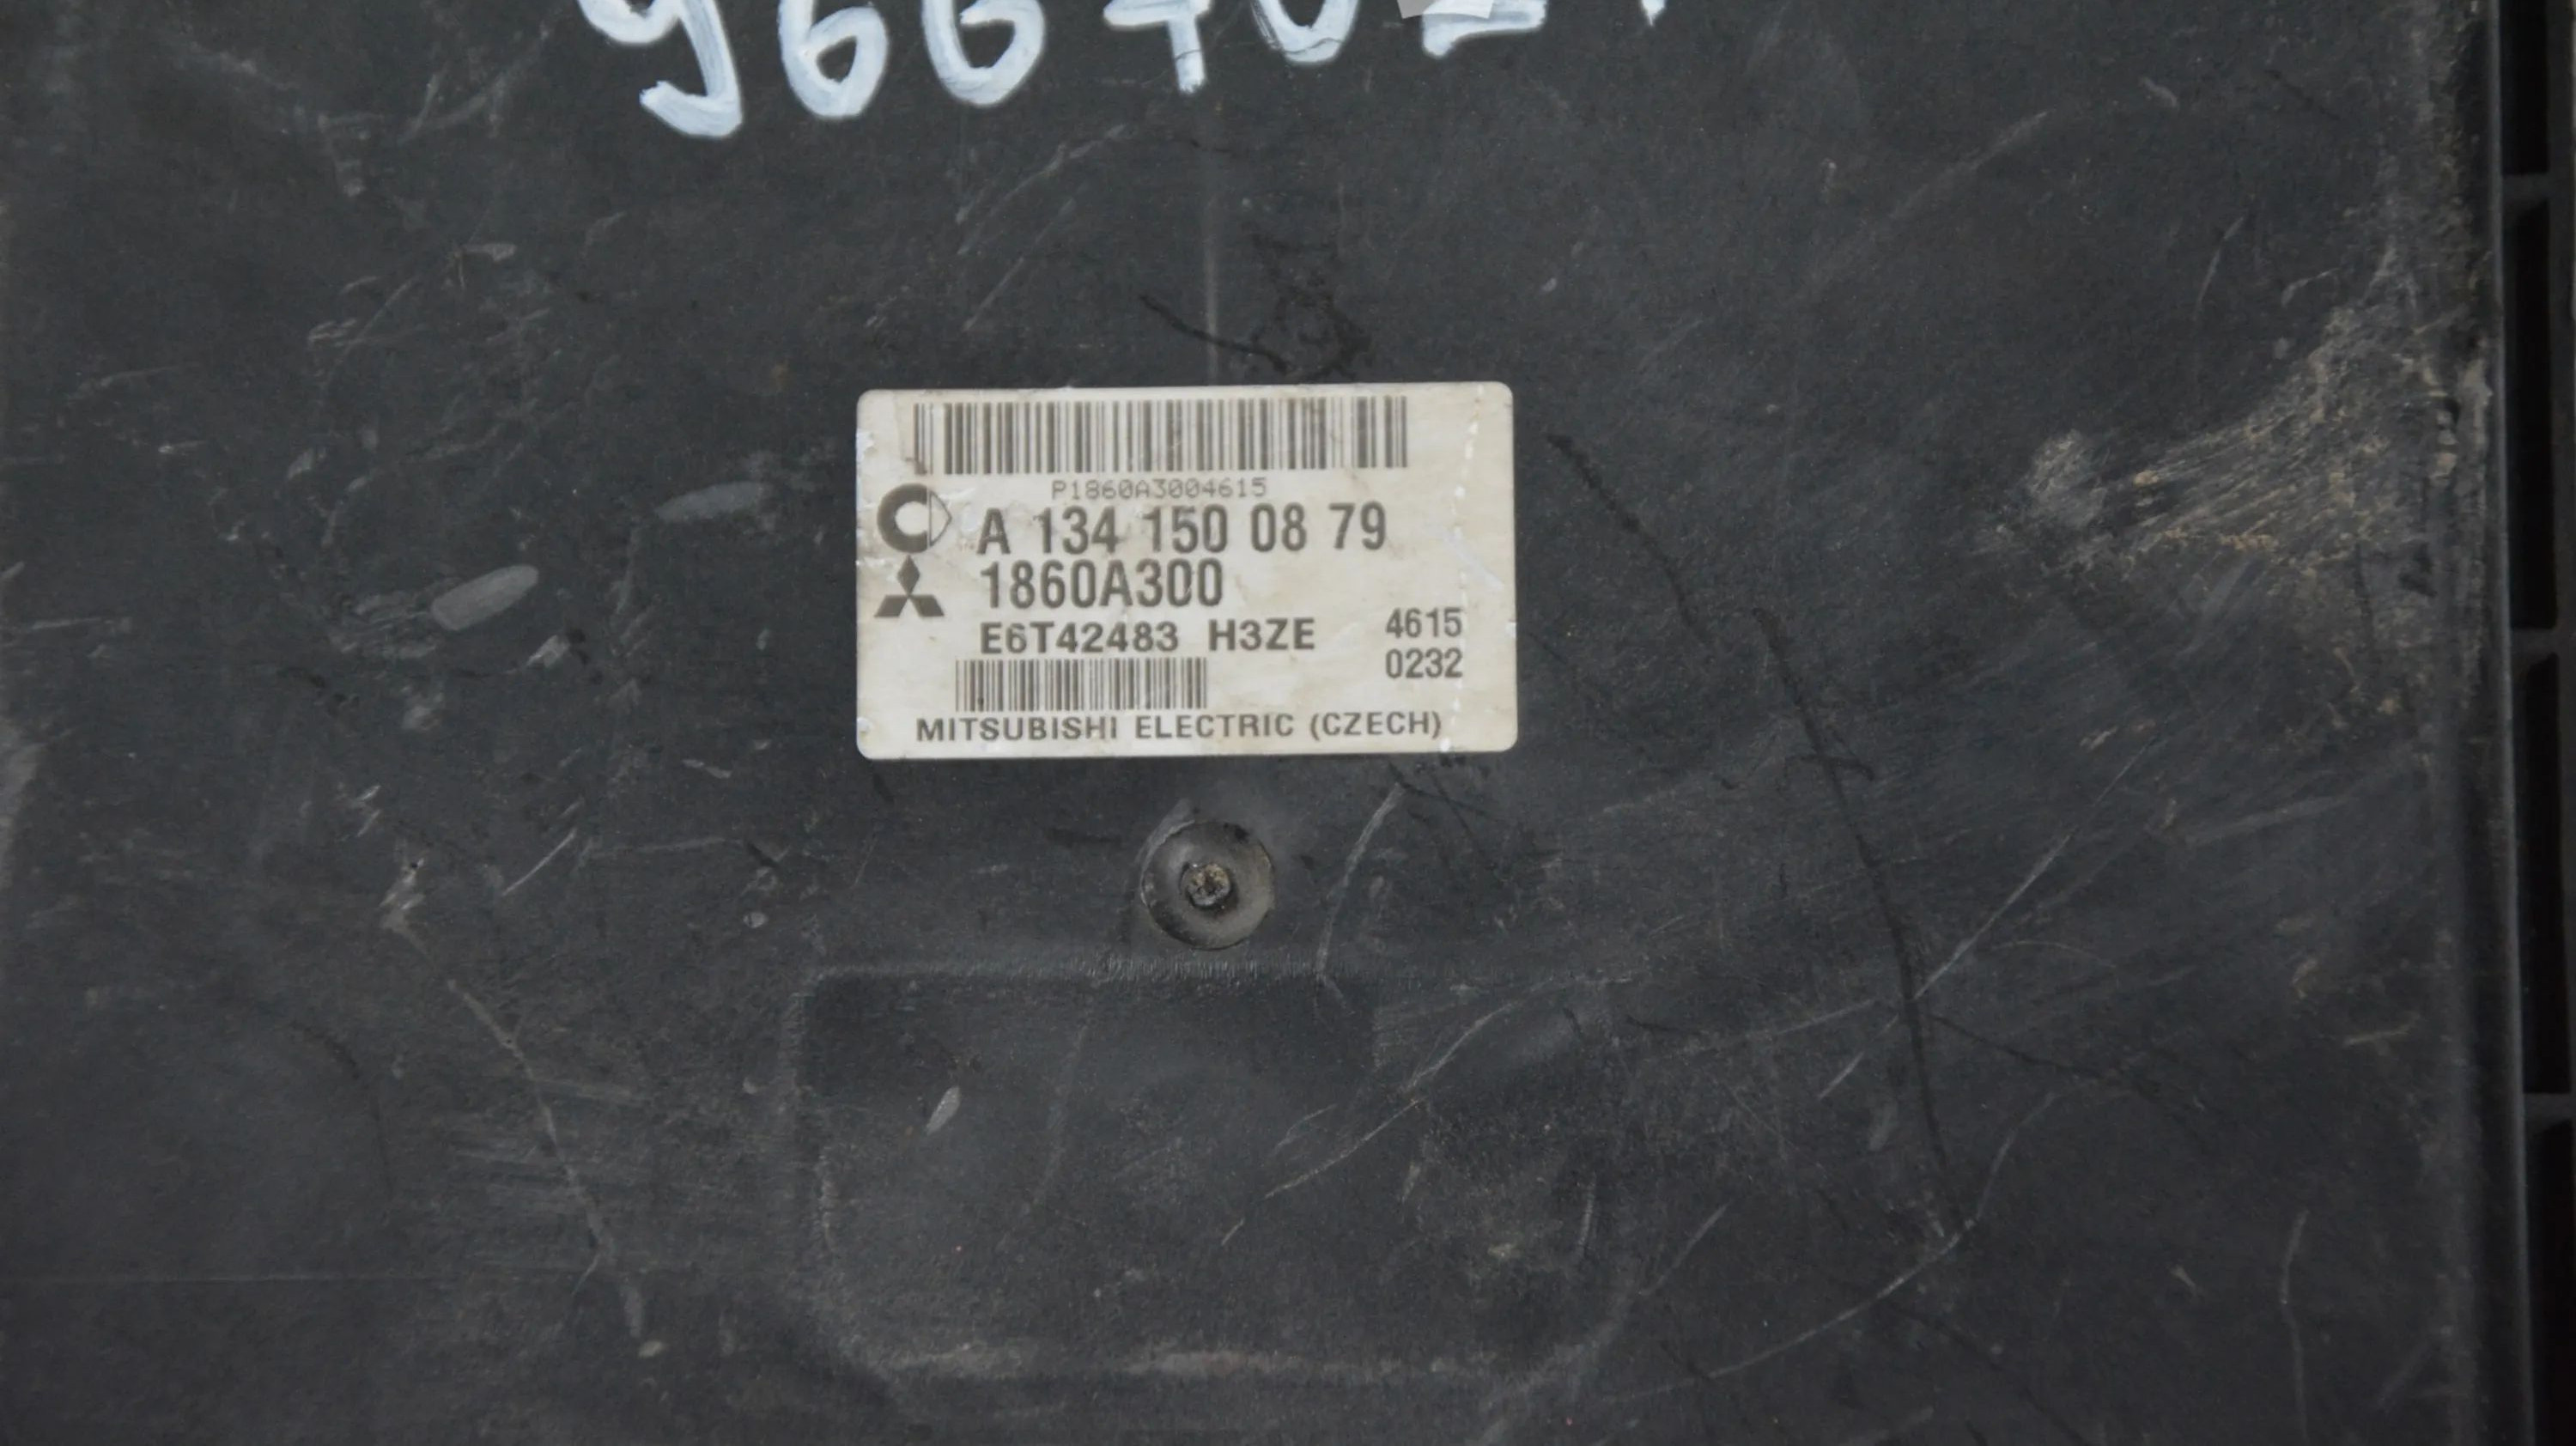 P1860A3004615
A 134 150 08 79
1860A300
E6T42483 H3ZE 4615
0232
MITSUBISHI ELECTRIC (CZECH)